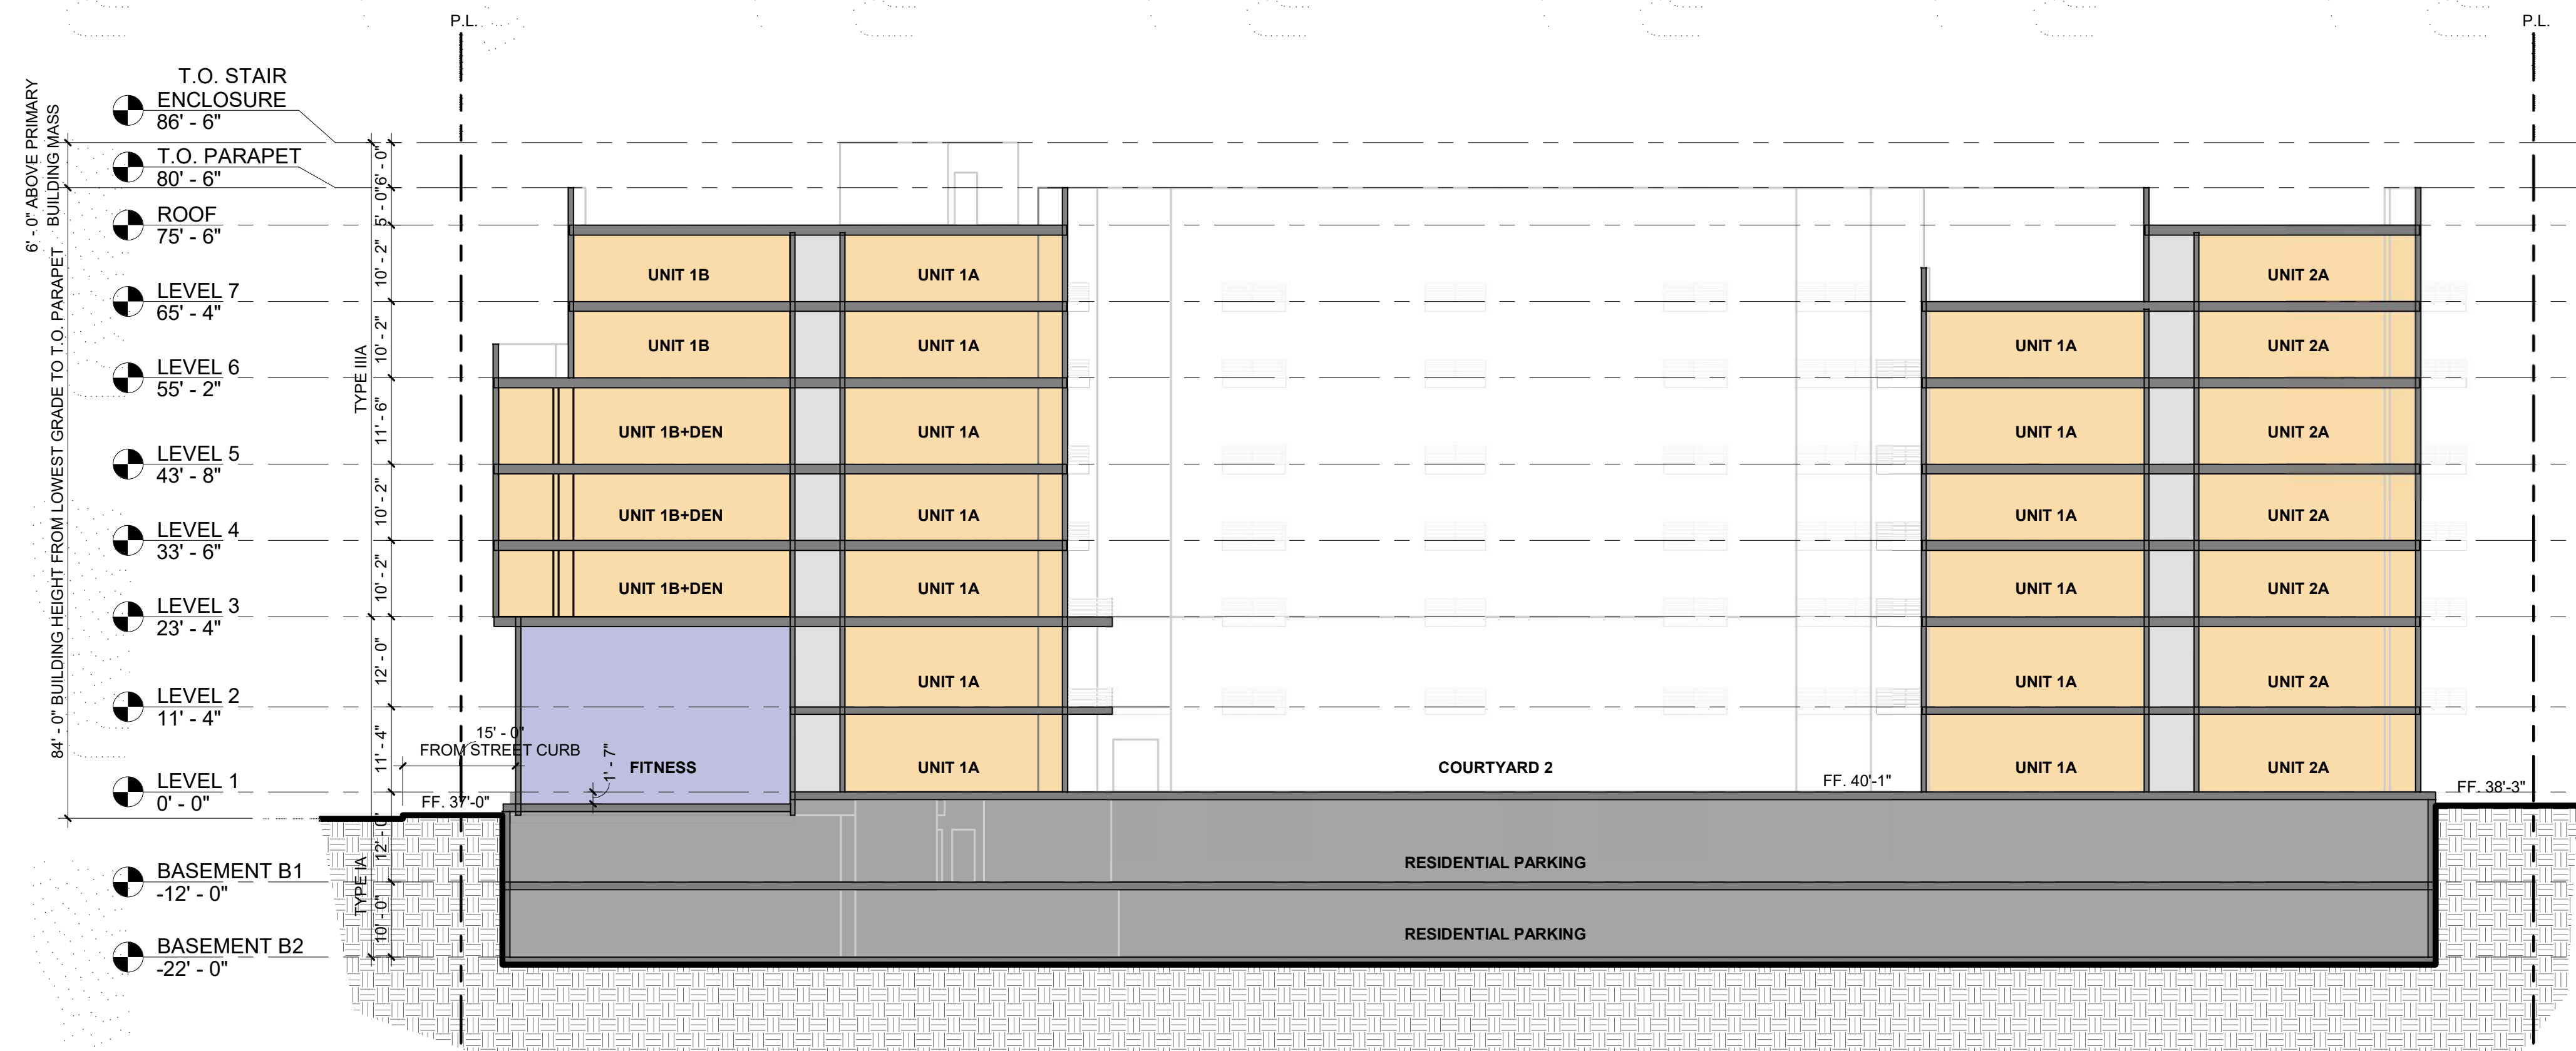 P.L.
P.L.
T.O. STAIR
ENCLOSURE
86' - 6"
T.O. PARAPET
80' - 6"
ROOF
75' - 6"
LEVEL 7
65' - 4"
LEVEL 6
55' - 2"
LEVEL 5
43' - 8"
LEVEL 4
33' - 6"
LEVEL 3
23' - 4"
LEVEL 2
11' - 4"
LEVEL 1
0' - 0"
BASEMENT B1
-12' - 0"
BASEMENT B2
-22' - 0"
6' - 0" ABOVE PRIMARY
BUILDING MASS
84' - 0" BUILDING HEIGHT FROM LOWEST GRADE TO T.O. PARAPET
TYPE IIIA
TYPE IA
6' - 0"
5' - 0"
10' - 2"
10' - 2"
11' - 6"
10' - 2"
10' - 2"
12' - 0"
11' - 4"
12' - 0"
10' - 0"
UNIT 1B
UNIT 1A
UNIT 2A
UNIT 1B
UNIT 1A
UNIT 1A
UNIT 2A
UNIT 1B+DEN
UNIT 1A
UNIT 1A
UNIT 2A
UNIT 1B+DEN
UNIT 1A
UNIT 1A
UNIT 2A
UNIT 1B+DEN
UNIT 1A
UNIT 1A
UNIT 2A
UNIT 1A
UNIT 1A
UNIT 2A
15' - 0"
FROM STREET CURB
1' - 7"
FITNESS
UNIT 1A
COURTYARD 2
UNIT 1A
UNIT 2A
FF. 37'-0"
FF. 40'-1"
FF. 38'-3"
RESIDENTIAL PARKING
RESIDENTIAL PARKING